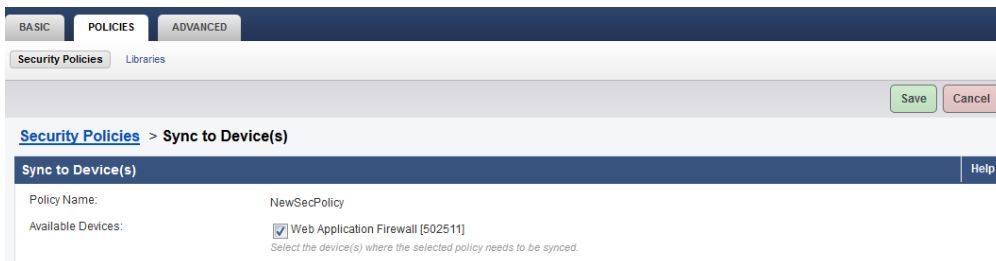 BASIC POLICIES ADVANCED
Security Policies Libraries
Save Cancel
Security Policies > Sync to Device(s)
Sync to Device(s) Help
Policy Name: NewSecPolicy
Available Devices: Web Application Firewall [502511]
Select the device(s) where the selected policy needs to be synced.